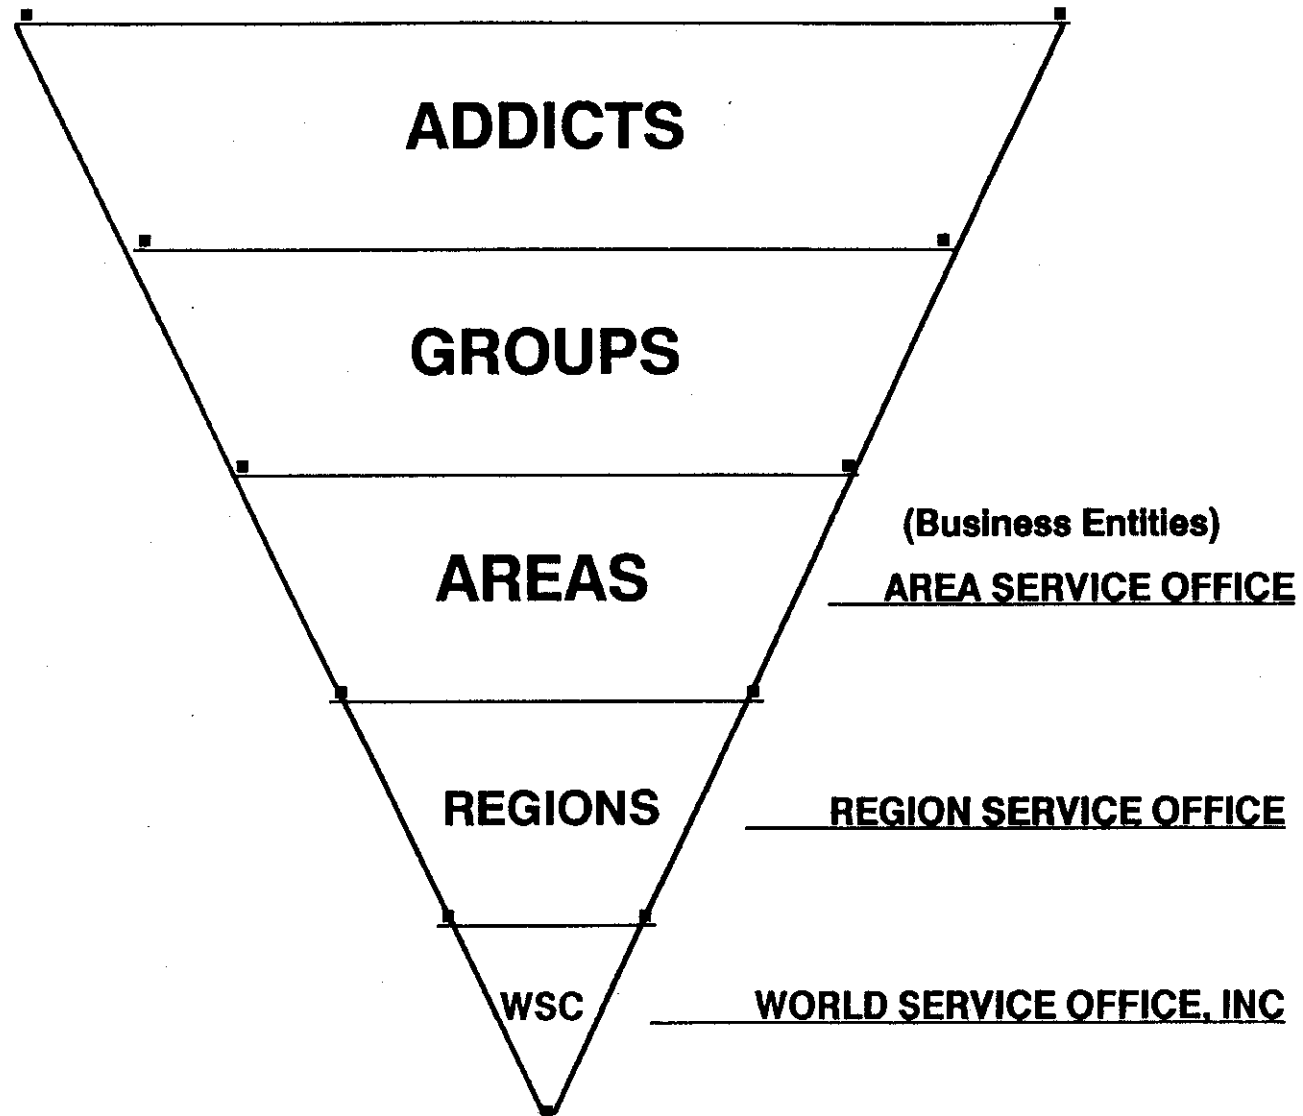 ADDICTS
GROUPS
(Business Entities)
AREAS
AREA SERVICE OFFICE
REGIONS
REGION SERVICE OFFICE
WSC
WORLD SERVICE OFFICE, INC